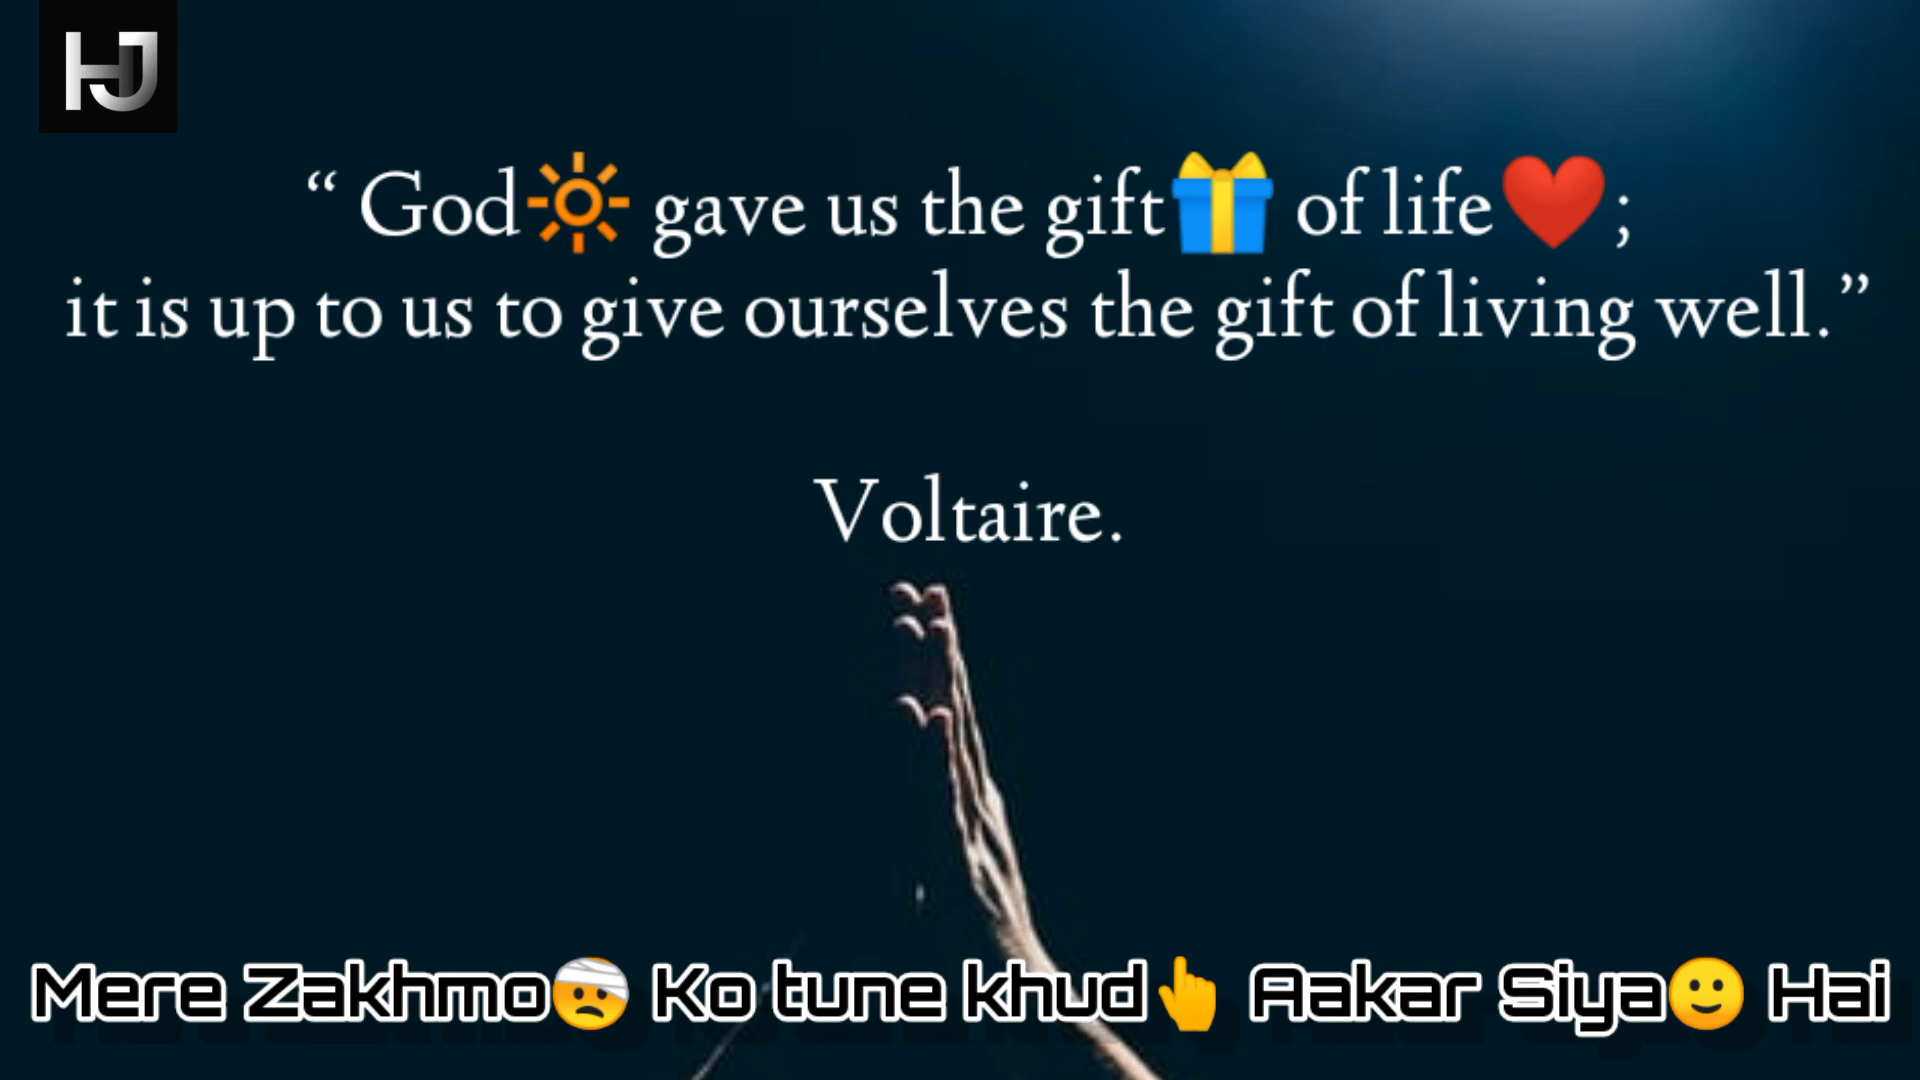 HJ
“ God🔆 gave us the gift🎁 of life❤️;
it is up to us to give ourselves the gift of living well.”
Voltaire.
Mere Zakhmo🤕 Ko tune khud👆 Aakar Siya🙂 Hai